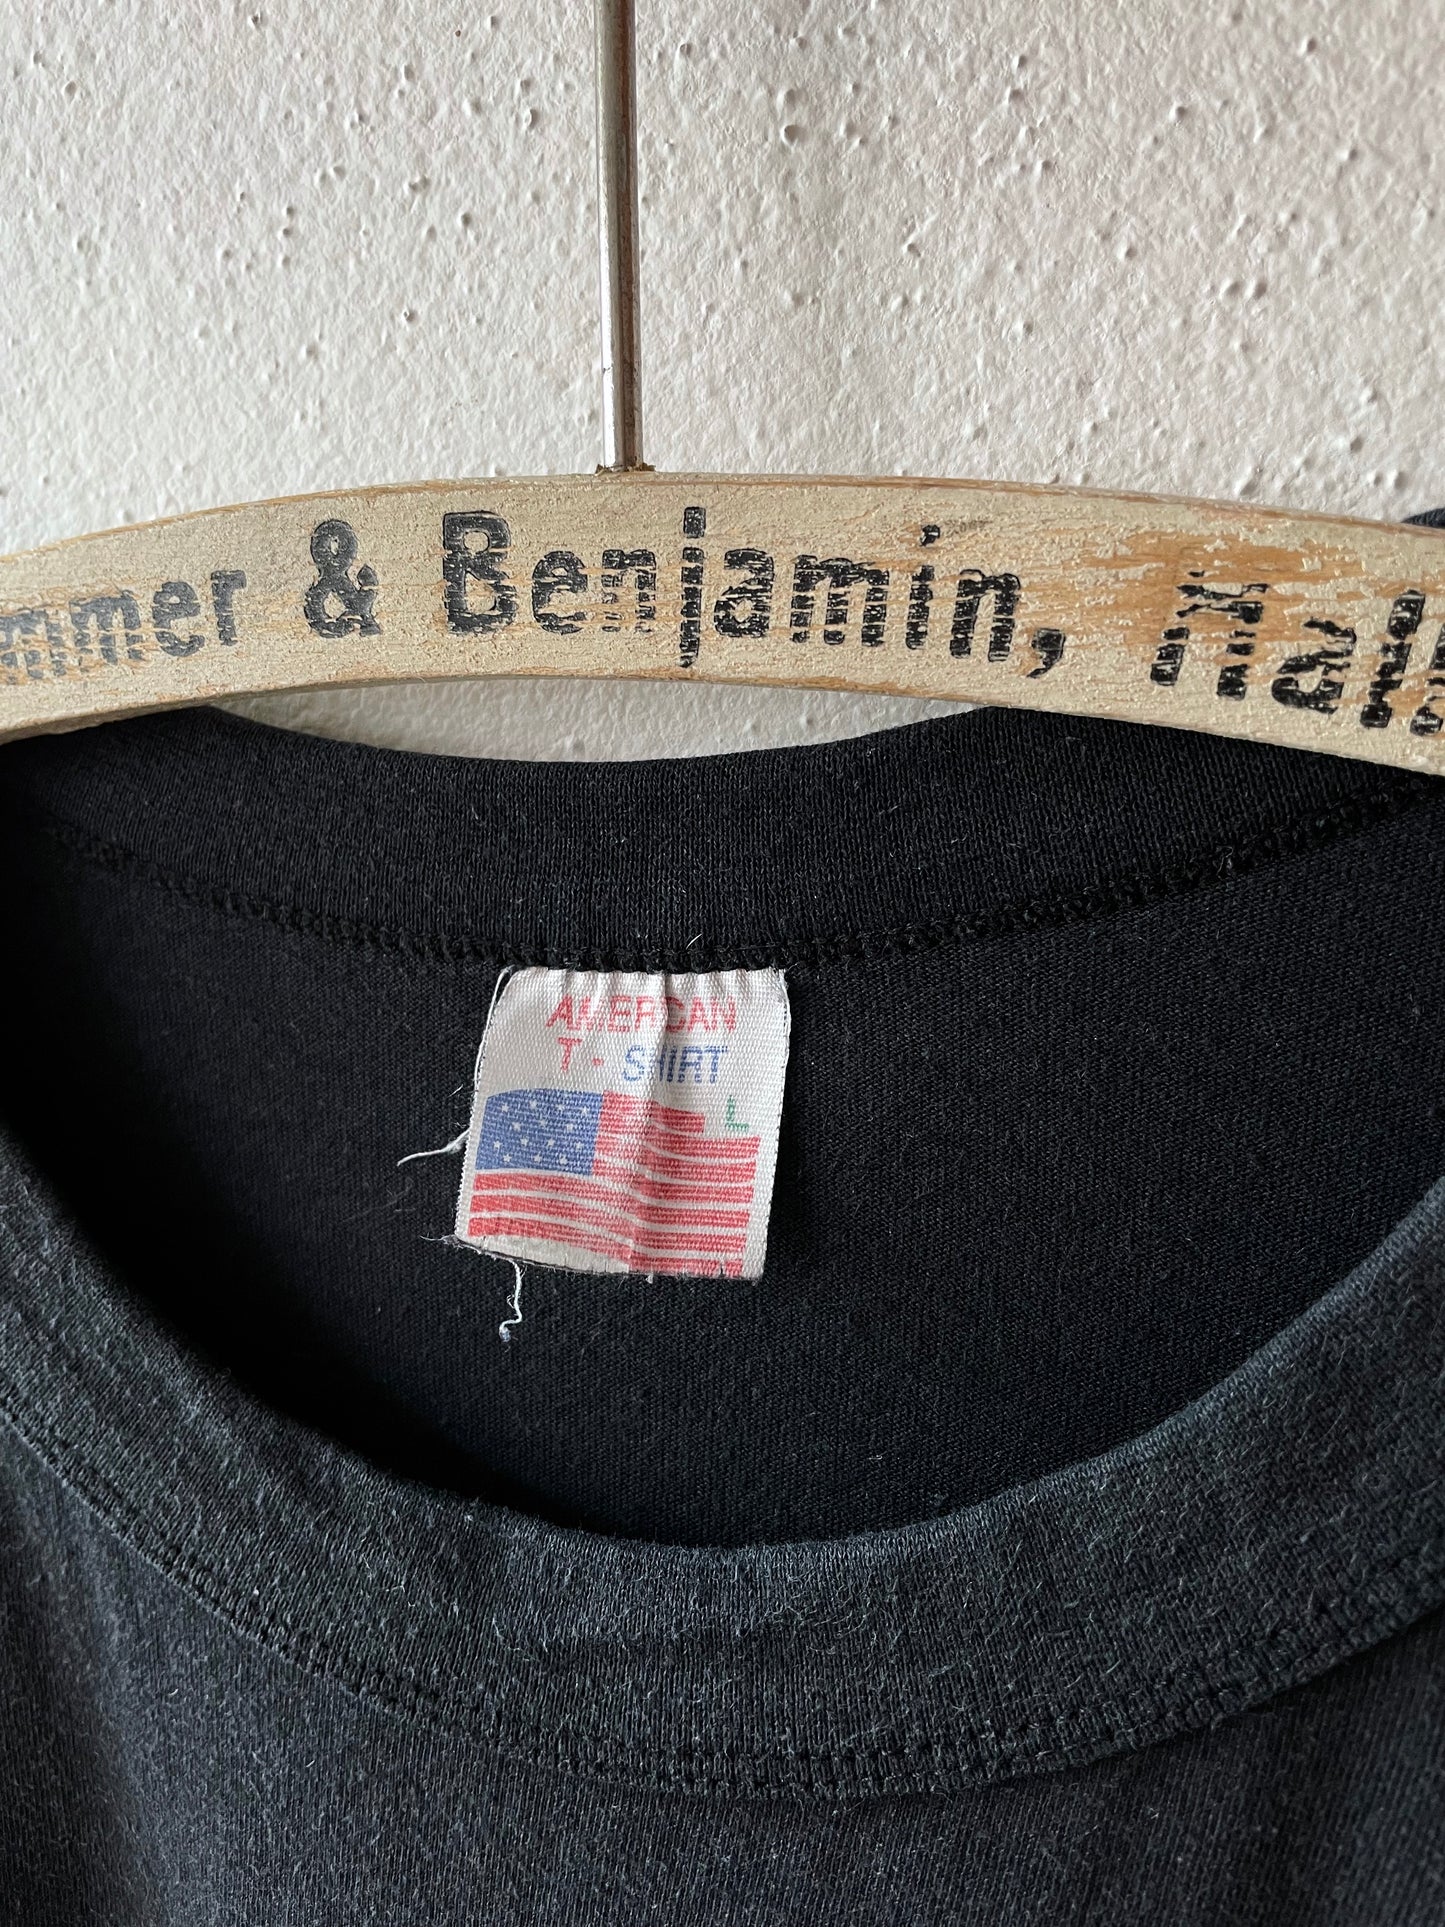 mmer & Benjamin,
AMERICAN
T - SHIRT
L